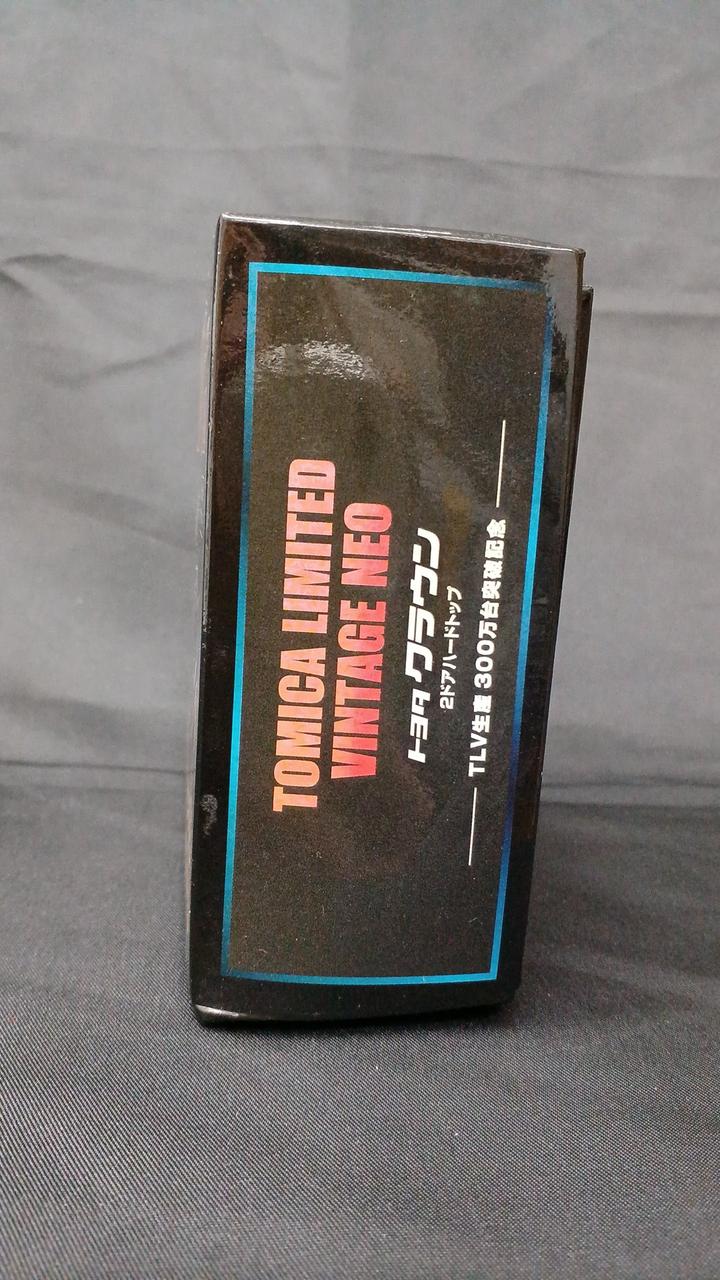 TOMICA LIMITED
VINTAGE NEO
トヨタ クラウン
2ドアハードトップ
TLV生産 300万台突破記念